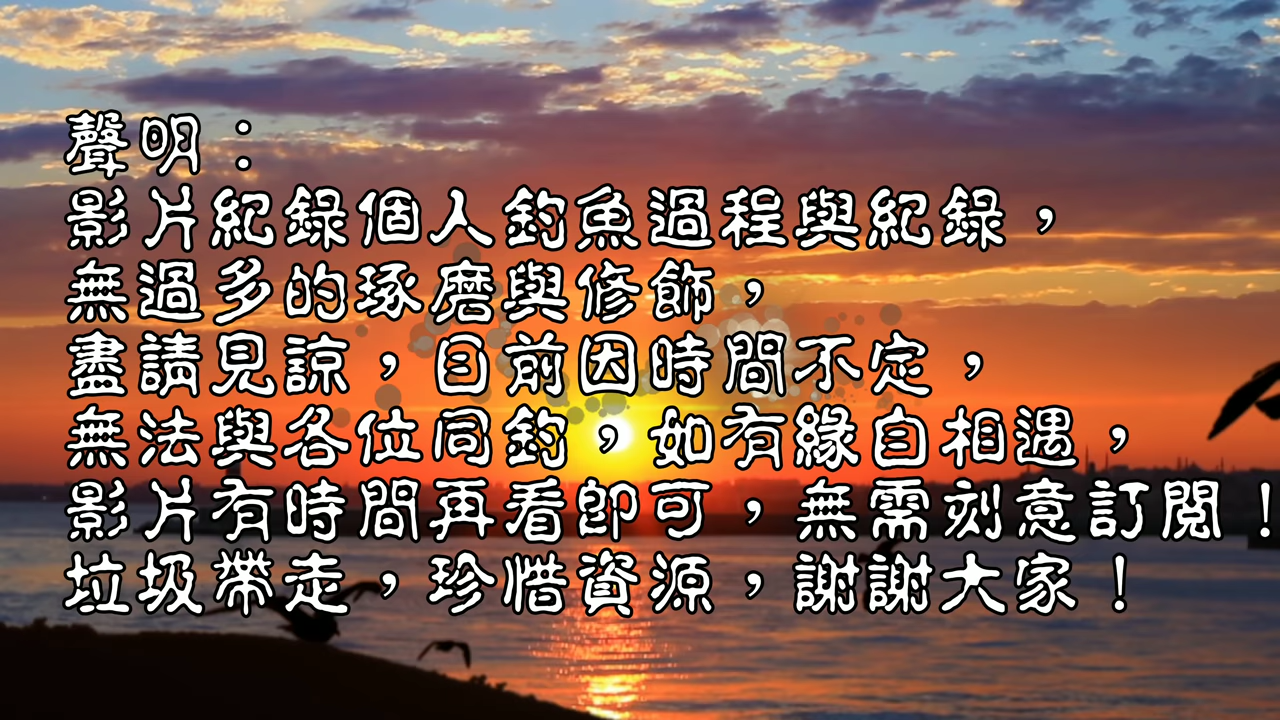 聲明：
影片紀錄個人釣魚過程與紀錄，
無過多的琢磨與修飾，
盡請見諒，目前因時間不定，
無法與各位同釣，如有緣自相遇，
影片有時間再看即可，無需刻意訂閱！
垃圾帶走，珍惜資源，謝謝大家！